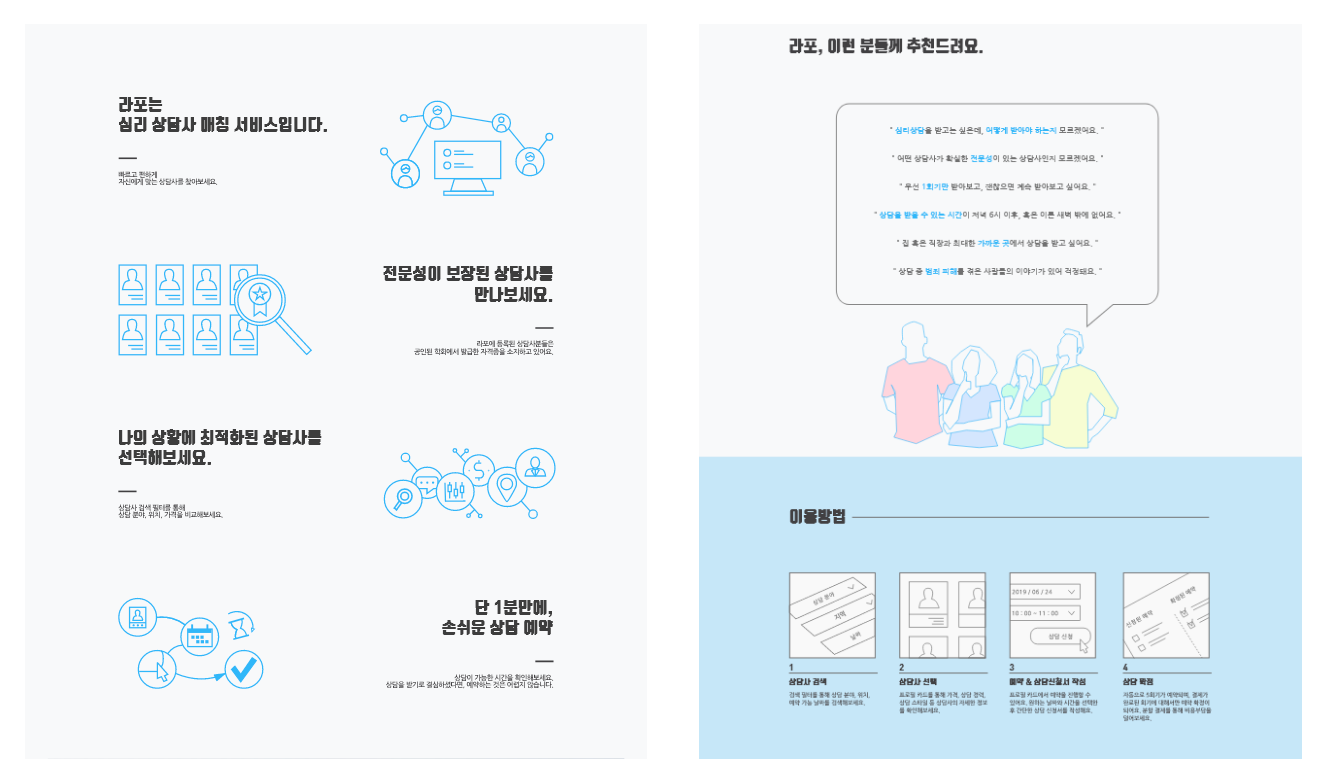 라포는
심리 상담사 매칭 서비스입니다.
빠르고 편하게
자신에게 맞는 상담사를 찾아보세요.
전문성이 보장된 상담사를
만나보세요.
라포에 등록된 상담사분들은
공인된 학회에서 발급한 자격증을 소지하고 있어요.
나의 상황에 최적화된 상담사를
선택해보세요.
상담사 검색 필터를 통해
상담 분야, 위치, 가격을 비교해보세요.
단 1분만에,
손쉬운 상담 예약
상담이 가능한 시간을 확인해보세요.
상담을 받기로 결심하셨다면, 예약하는 것은 어렵지 않습니다.
라포, 이런 분들께 추천드려요.
" 심리상담을 받고는 싶은데, 어떻게 받아야 하는지 모르겠어요. "
" 어떤 상담사가 확실한 전문성이 있는 상담사인지 모르겠어요. "
" 우선 1회기만 받아보고, 괜찮으면 계속 받아보고 싶어요. "
" 상담을 받을 수 있는 시간이 저녁 6시 이후, 혹은 이른 새벽 밖에 없어요. "
" 집 혹은 직장과 최대한 가까운 곳에서 상담을 받고 싶어요. "
" 상담 중 범죄 피해를 겪은 사람들의 이야기가 있어 걱정돼요. "
이용방법
상담 분야
지역
날짜
2019 / 06 / 24
10 : 00 ~ 11 : 00
상담 신청
신청된 예약
확정된 예약
1
상담사 검색
검색 필터를 통해 상담 분야, 위치,
예약 가능 날짜를 검색해보세요.
2
상담사 선택
프로필 카드를 통해 가격, 상담 경력,
상담 스타일 등 상담사의 자세한 정보
를 확인해보세요.
3
예약 & 상담신청서 작성
프로필 카드에서 예약을 진행할 수
있어요. 원하는 날짜와 시간을 선택한
후 간단한 상담 신청서를 작성해요.
4
상담 확정
처음으로 5회기가 예약되며, 결제가
완료된 회기에 대해서만 예약 확정이
되어요. 분할 결제를 통해 비용부담을
덜어보세요.